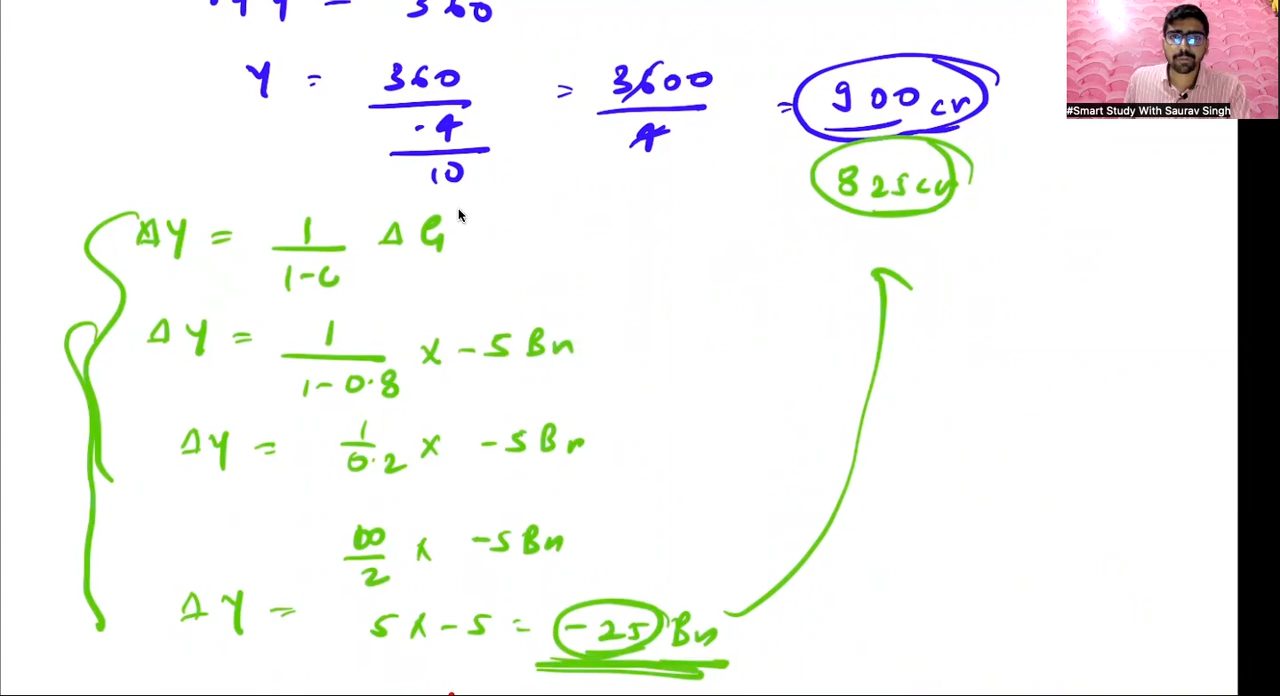 Y = 360
Y = 360 / .4 / 10 = 3600 / 4 = 900 cr
825 cr
#Smart Study With Saurav Singh
ΔY = 1 / 1-C ΔG
ΔY = 1 / 1-0.8 x -5 Bn
ΔY = 1 / 0.2 x -5 Bn
10 / 2 x -5 Bn
ΔY = 5 x -5 = -25 Bn